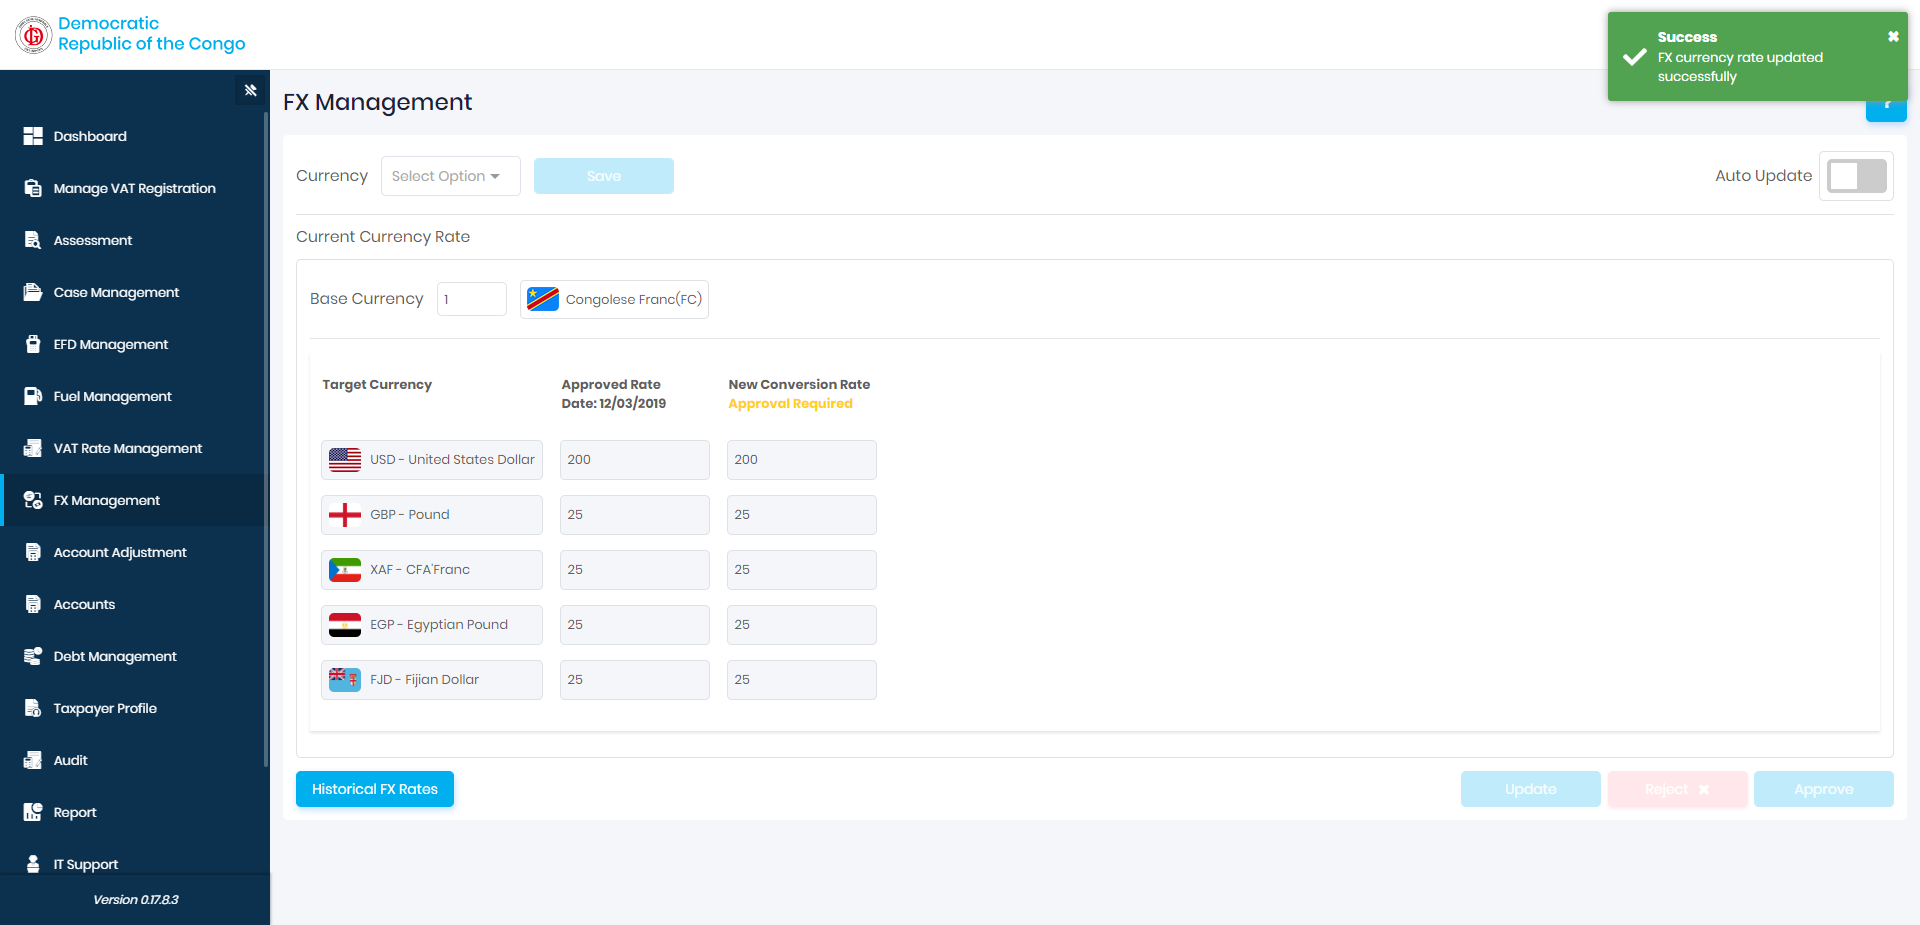 Democratic
Republic of the Congo
Success
FX currency rate updated
successfully
Dashboard
Manage VAT Registration
Assessment
Case Management
EFD Management
Fuel Management
VAT Rate Management
FX Management
Account Adjustment
Accounts
Debt Management
Taxpayer Profile
Audit
Report
IT Support
Version 0.17.8.3
FX Management
Currency Select Option Save Auto Update
Current Currency Rate
Base Currency 1 Congolese Franc(FC)
Target Currency Approved Rate New Conversion Rate
Date: 12/03/2019 Approval Required
USD - United States Dollar 200 200
GBP - Pound 25 25
XAF - CFA'Franc 25 25
EGP - Egyptian Pound 25 25
FJD - Fijian Dollar 25 25
Historical FX Rates Update Reject Approve